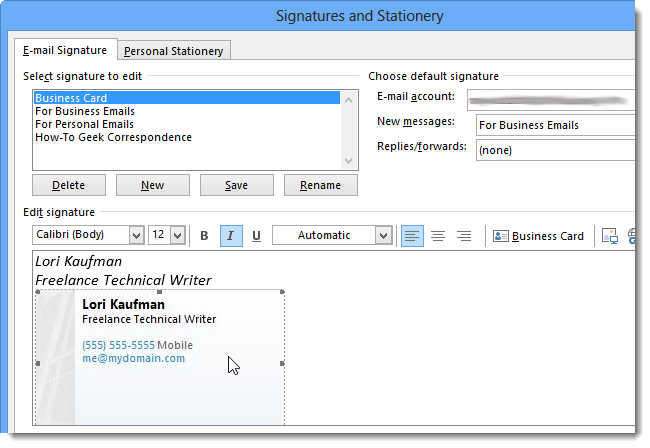 Signatures and Stationery
E-mail Signature
Personal Stationery
Select signature to edit
Business Card
For Business Emails
For Personal Emails
How-To Geek Correspondence
Delete
New
Save
Rename
Choose default signature
E-mail account:
New messages:
For Business Emails
Replies/forwards:
(none)
Edit signature
Calibri (Body)
12
B
I
U
Automatic
Business Card
Lori Kaufman
Freelance Technical Writer
Lori Kaufman
Freelance Technical Writer
(555) 555-5555 Mobile
me@mydomain.com